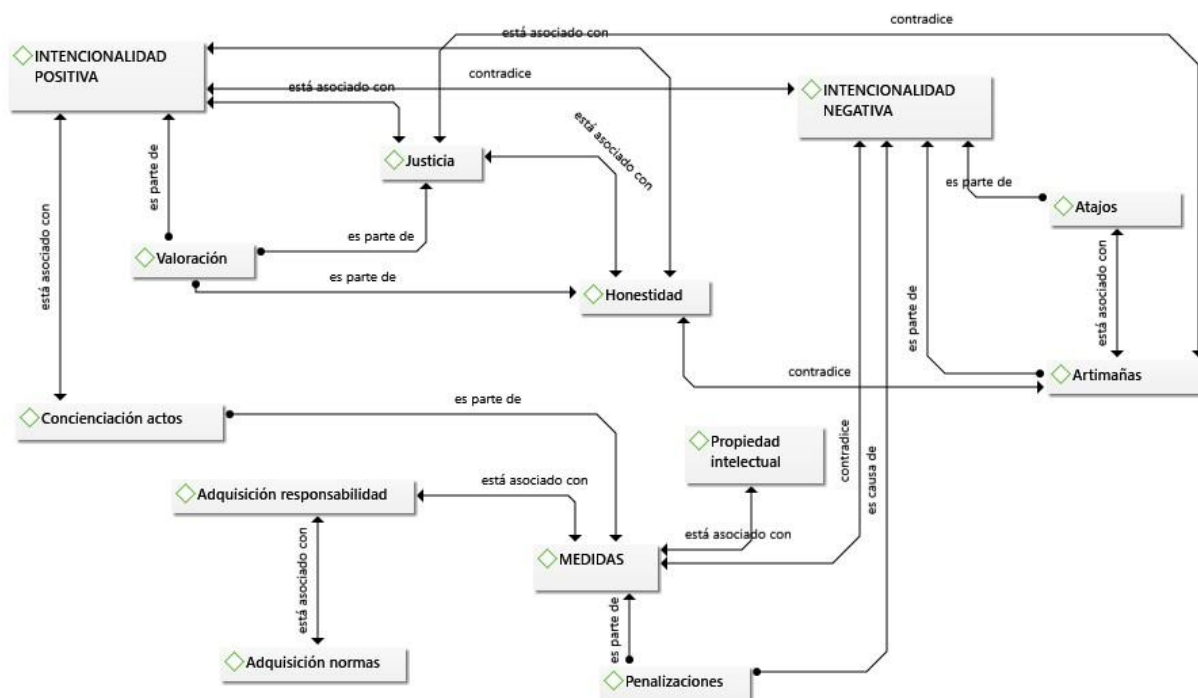 contradice
está asociado con
INTENCIONALIDAD
POSITIVA
contradice
está asociado con
INTENCIONALIDAD
NEGATIVA
está asociado con
Justicia
es parte de
es parte de
Atajos
está asociado con
es parte de
Valoración
es parte de
Honestidad
está asociado con
es parte de
contradice
Artimañas
es parte de
Concienciación actos
Propiedad
intelectual
contradice
es causa de
está asociado con
Adquisición responsabilidad
está asociado con
está asociado con
MEDIDAS
es parte de
Adquisición normas
Penalizaciones